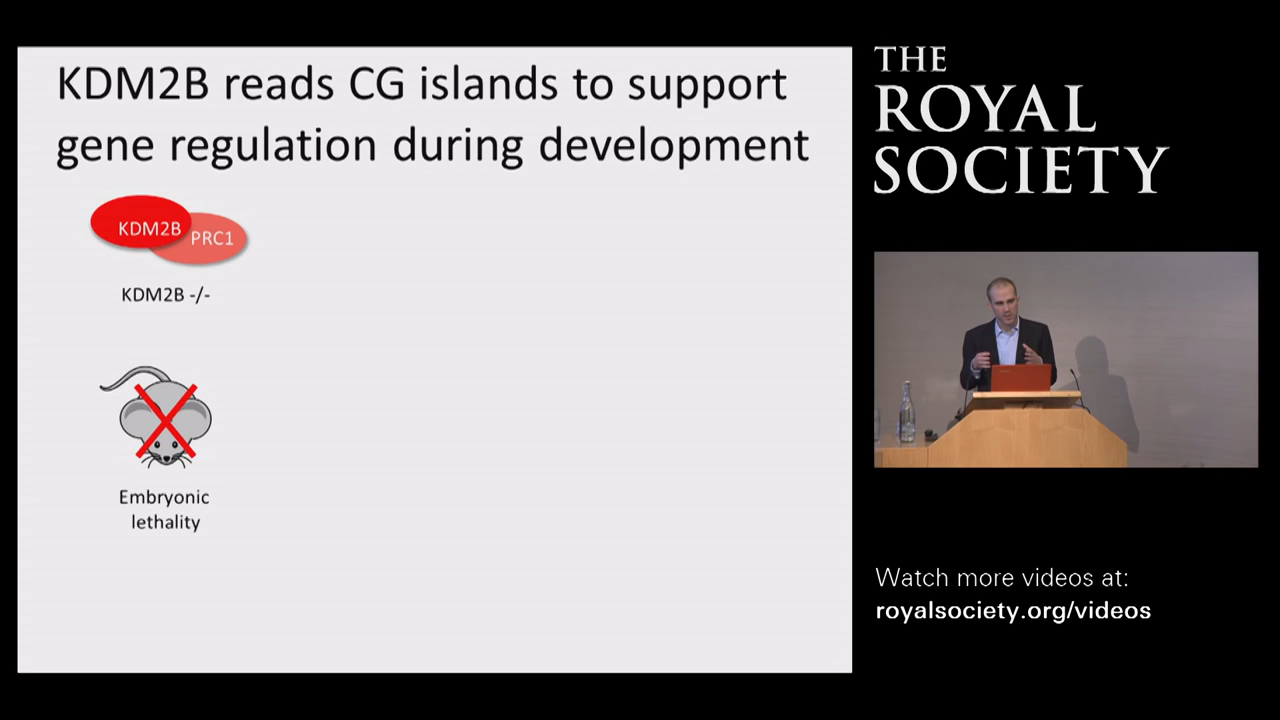 KDM2B reads CG islands to support
gene regulation during development
KDM2B
PRC1
KDM2B -/-
Embryonic
lethality
THE
ROYAL
SOCIETY
Watch more videos at:
royalsociety.org/videos